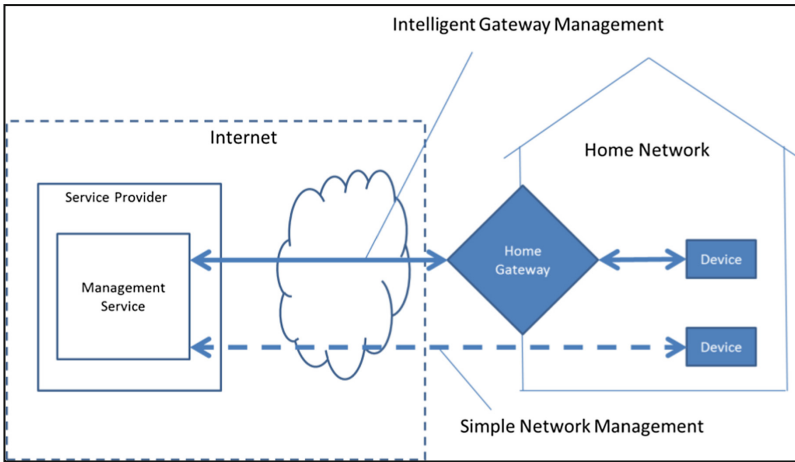 Intelligent Gateway Management
Internet
Home Network
Service Provider
Management
Service
Home
Gateway
Device
Device
Simple Network Management